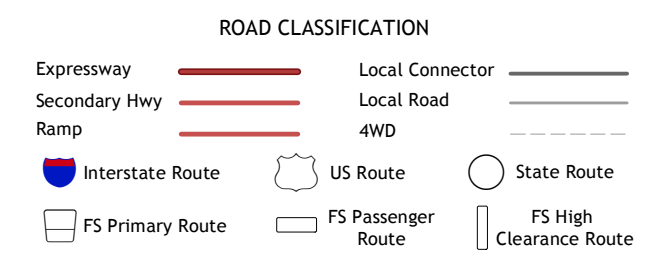 ROAD CLASSIFICATION
Expressway
Local Connector
Secondary Hwy
Local Road
Ramp
4WD
Interstate Route
US Route
State Route
FS Primary Route
FS Passenger
Route
FS High
Clearance Route